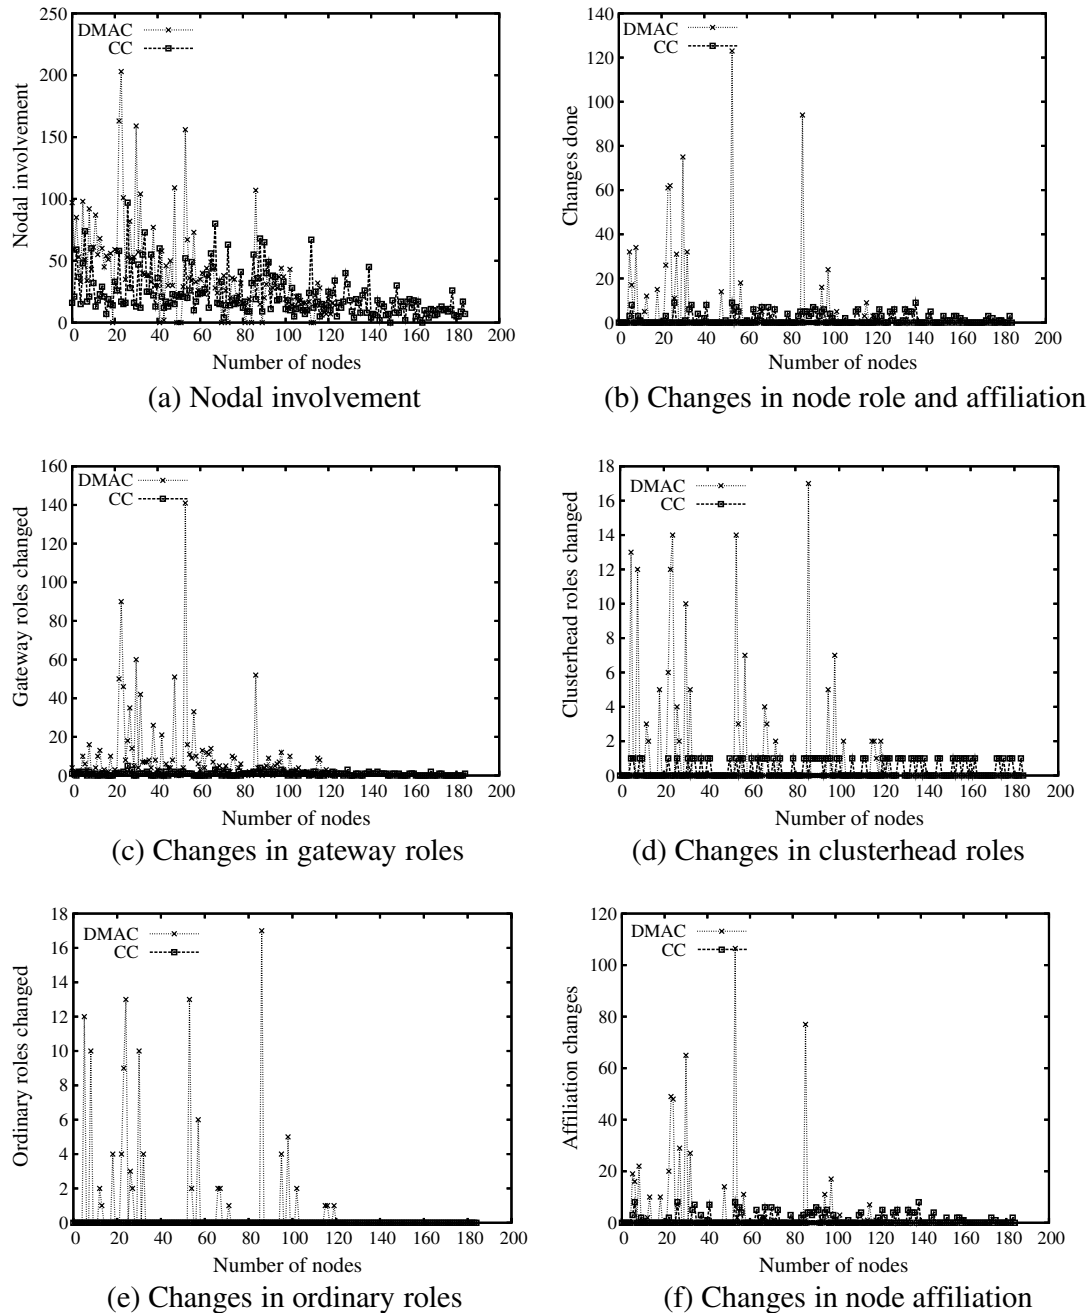 250
200
150
100
50
0
Nodal involvement
DMAC
CC
0 20 40 60 80 100 120 140 160 180 200
Number of nodes
(a) Nodal involvement
140
120
100
80
60
40
20
0
Changes done
DMAC
CC
0 20 40 60 80 100 120 140 160 180 200
Number of nodes
(b) Changes in node role and affiliation
160
140
120
100
80
60
40
20
0
Gateway roles changed
DMAC
CC
0 20 40 60 80 100 120 140 160 180 200
Number of nodes
(c) Changes in gateway roles
18
16
14
12
10
8
6
4
2
0
Clusterhead roles changed
DMAC
CC
0 20 40 60 80 100 120 140 160 180 200
Number of nodes
(d) Changes in clusterhead roles
18
16
14
12
10
8
6
4
2
0
Ordinary roles changed
DMAC
CC
0 20 40 60 80 100 120 140 160 180 200
Number of nodes
(e) Changes in ordinary roles
120
100
80
60
40
20
0
Affiliation changes
DMAC
CC
0 20 40 60 80 100 120 140 160 180 200
Number of nodes
(f) Changes in node affiliation